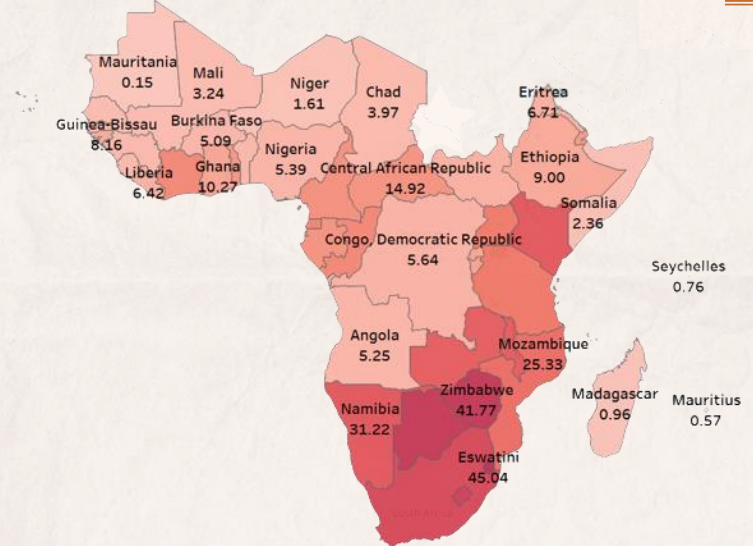 Mauritania
0.15
Mali
3.24
Niger
1.61
Chad
3.97
Eritrea
6.71
Guinea-Bissau
8.16
Burkina Faso
5.09
Nigeria
5.39
Liberia
6.42
Ghana
10.27
Central African Republic
14.92
Ethiopia
9.00
Somalia
2.36
Congo, Democratic Republic
5.64
Seychelles
0.76
Angola
5.25
Mozambique
25.33
Namibia
31.22
Zimbabwe
41.77
Madagascar
0.96
Mauritius
0.57
Eswatini
45.04